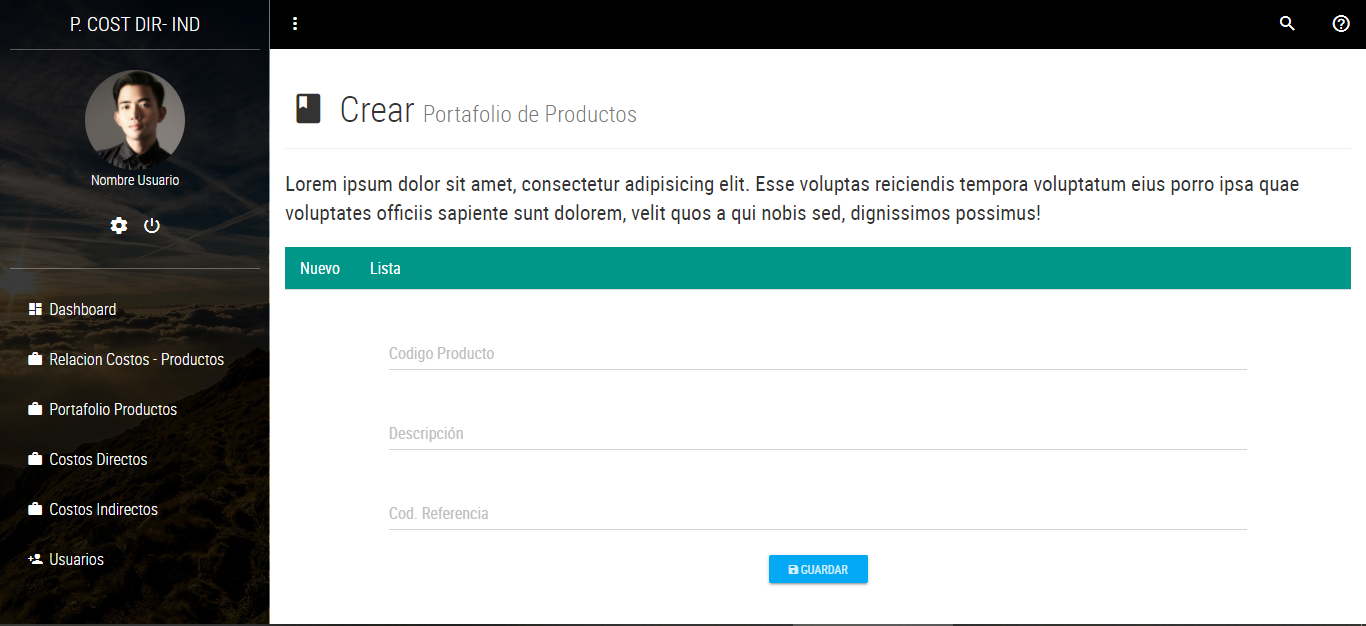 P. COST DIR- IND
Nombre Usuario
Dashboard
Relacion Costos - Productos
Portafolio Productos
Costos Directos
Costos Indirectos
Usuarios
Crear Portafolio de Productos
Lorem ipsum dolor sit amet, consectetur adipisicing elit. Esse voluptas reiciendis tempora voluptatum eius porro ipsa quae
voluptates officiis sapiente sunt dolorem, velit quos a qui nobis sed, dignissimos possimus!
Nuevo Lista
Codigo Producto
Descripción
Cod. Referencia
GUARDAR